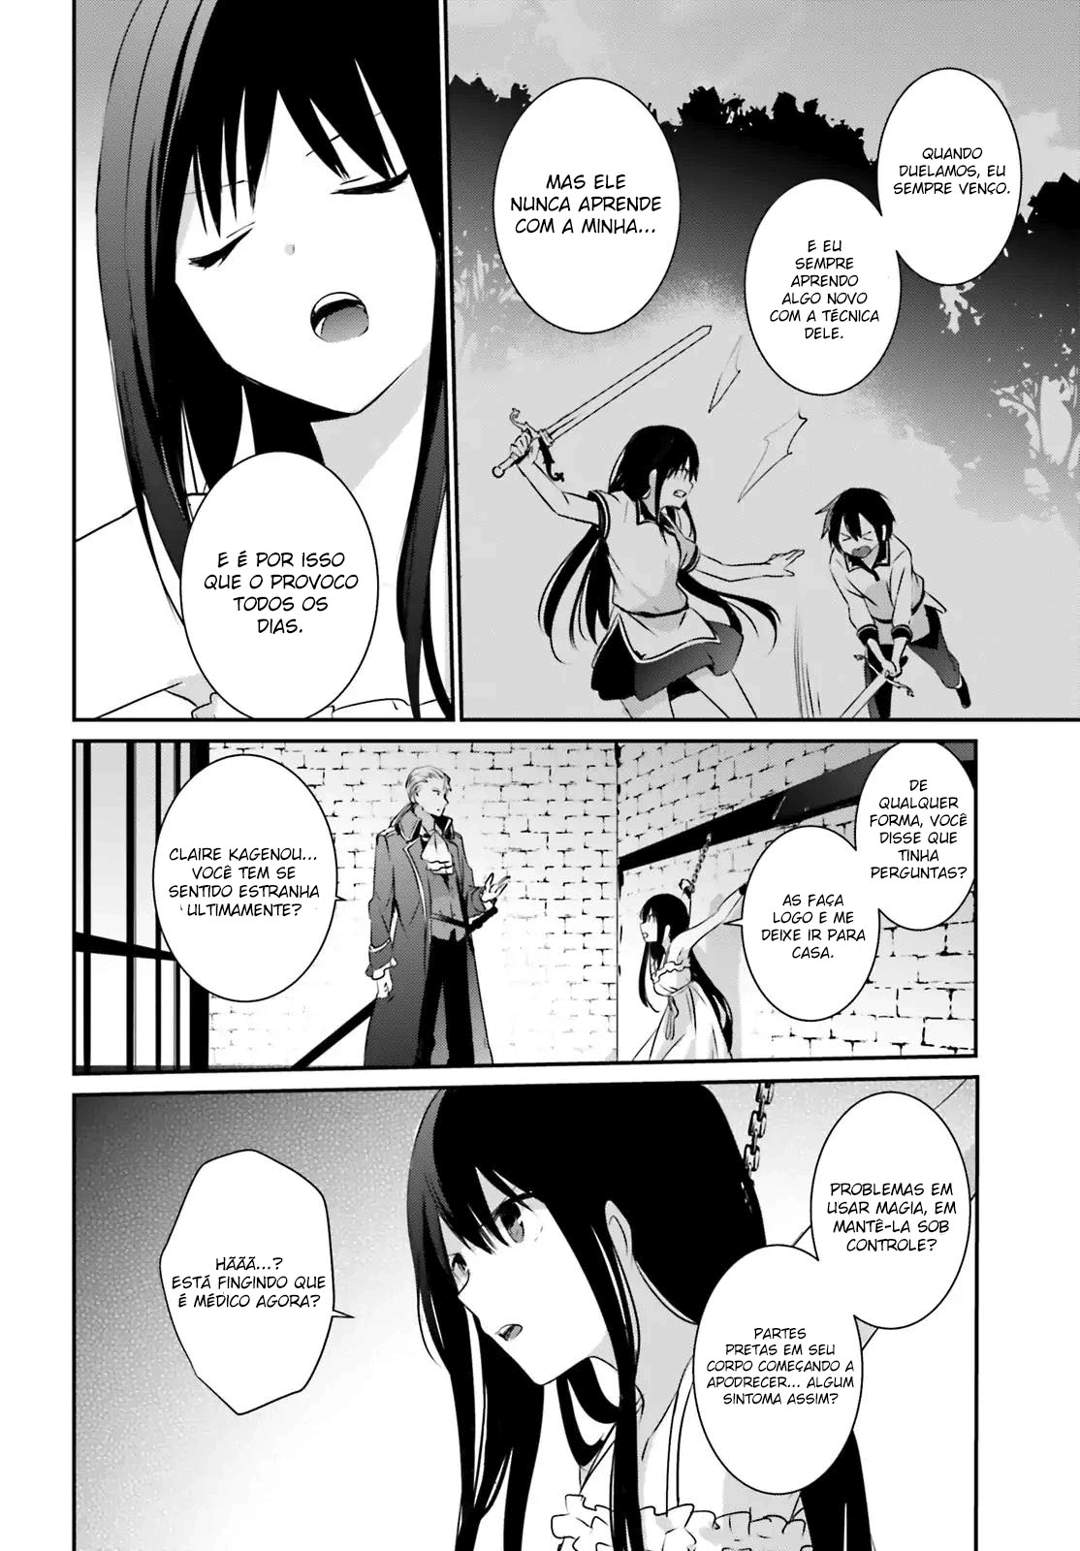 QUANDO
DUELAMOS, EU
SEMPRE VENÇO.
E EU
SEMPRE
APRENDO
ALGO NOVO
COM A TÉCNICA
DELE.
MAS ELE
NUNCA APRENDE
COM A MINHA...
E É POR ISSO
QUE O PROVOCO
TODOS OS
DIAS.
DE
QUALQUER
FORMA, VOCÊ
DISSE QUE
TINHA
PERGUNTAS?
AS FAÇA
LOGO E ME
DEIXE IR PARA
CASA.
CLAIRE KAGENOU...
VOCÊ TEM SE
SENTIDO ESTRANHA
ULTIMAMENTE?
PROBLEMAS EM
USAR MAGIA, EM
MANTÊ-LA SOB
CONTROLE?
PARTES
PRETAS EM SEU
CORPO COMEÇANDO A
APODRECER... ALGUM
SINTOMA ASSIM?
HÃÃÃ...?
ESTÁ FINGINDO QUE
É MÉDICO AGORA?